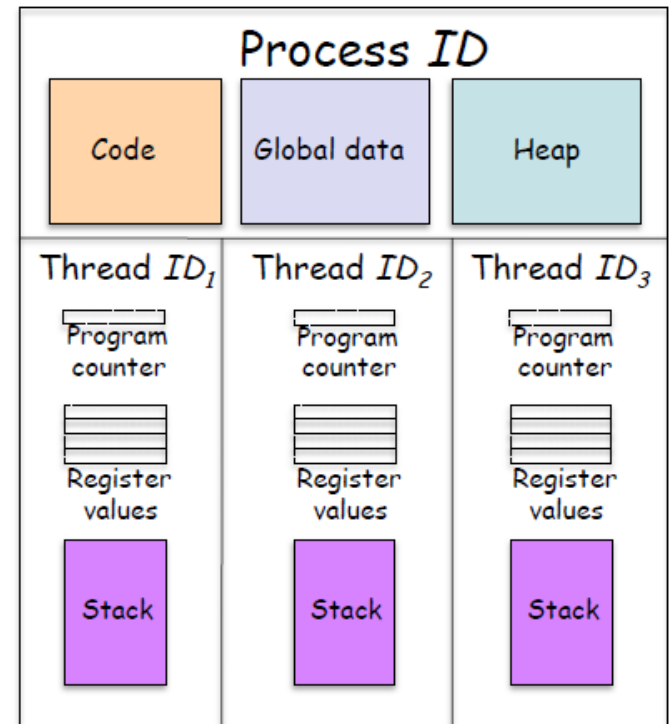 Process ID
Code
Global data
Heap
Thread ID1
Thread ID2
Thread ID3
Program
counter
Program
counter
Program
counter
Register
values
Register
values
Register
values
Stack
Stack
Stack